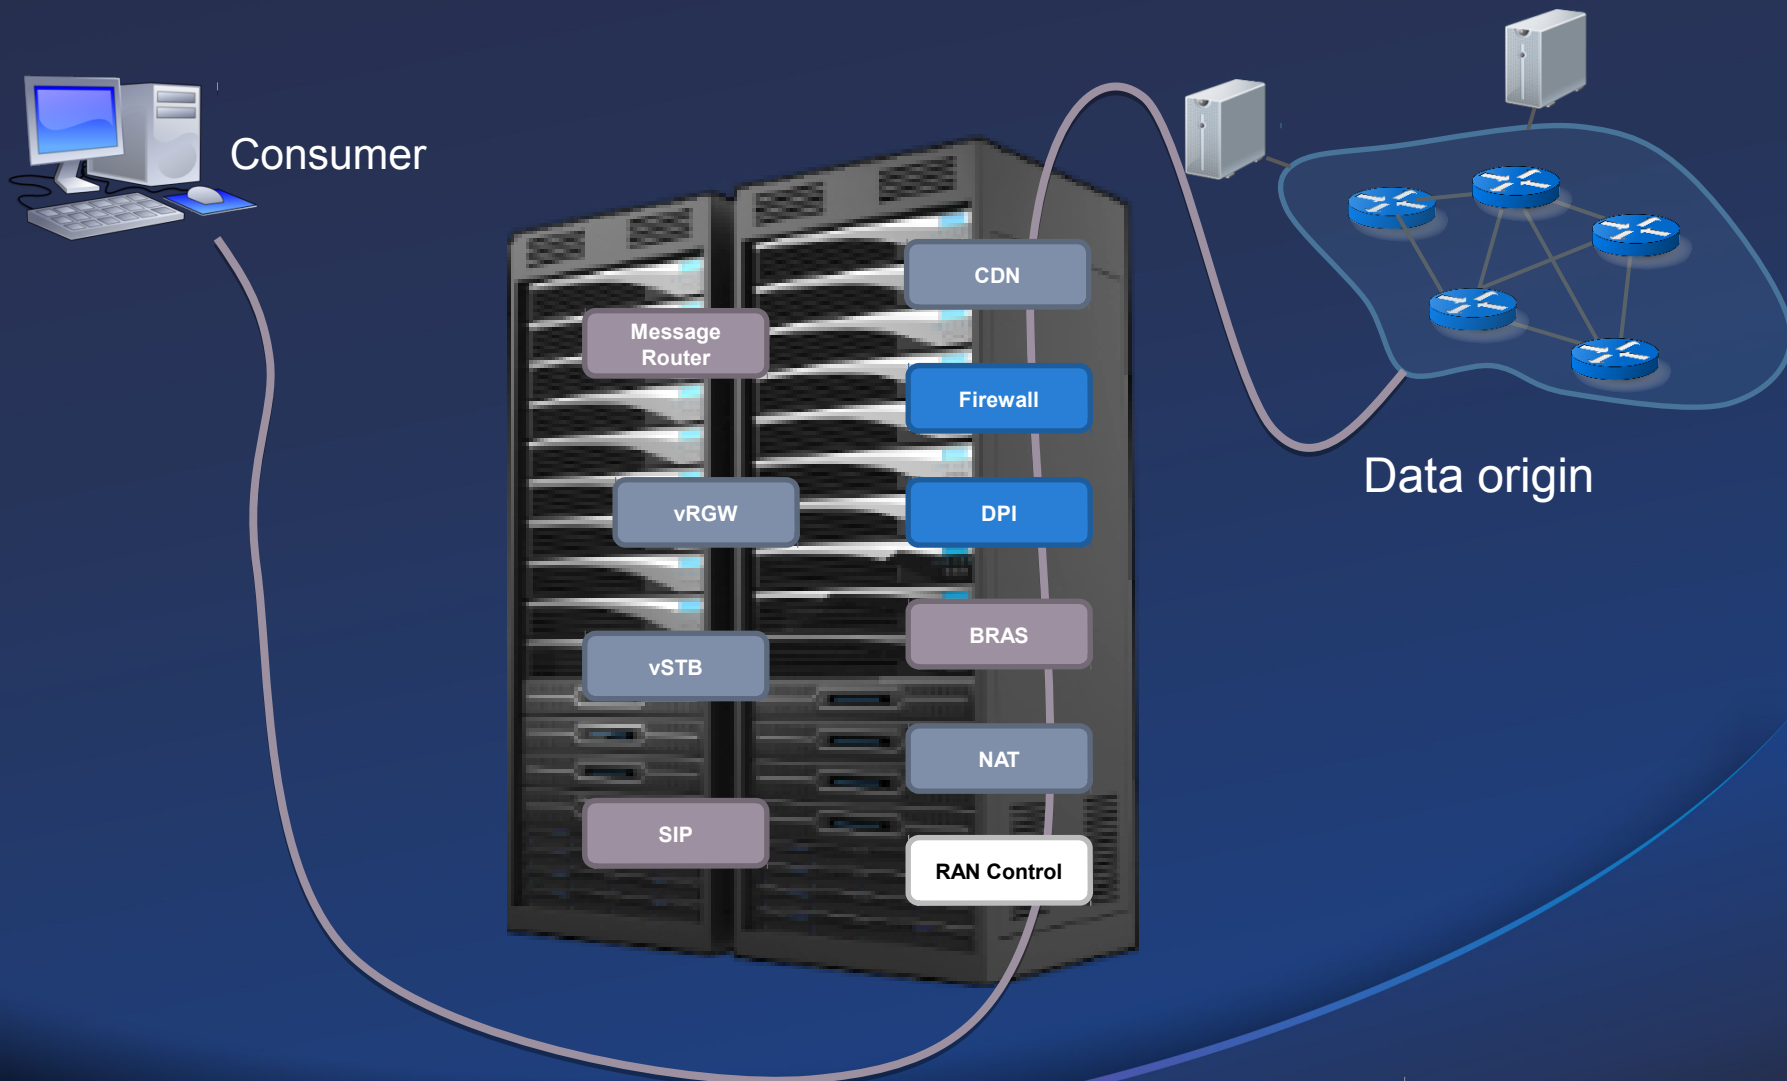 Consumer
CDN
Message
Router
Firewall
Data origin
vRGW
DPI
BRAS
vSTB
NAT
SIP
RAN Control